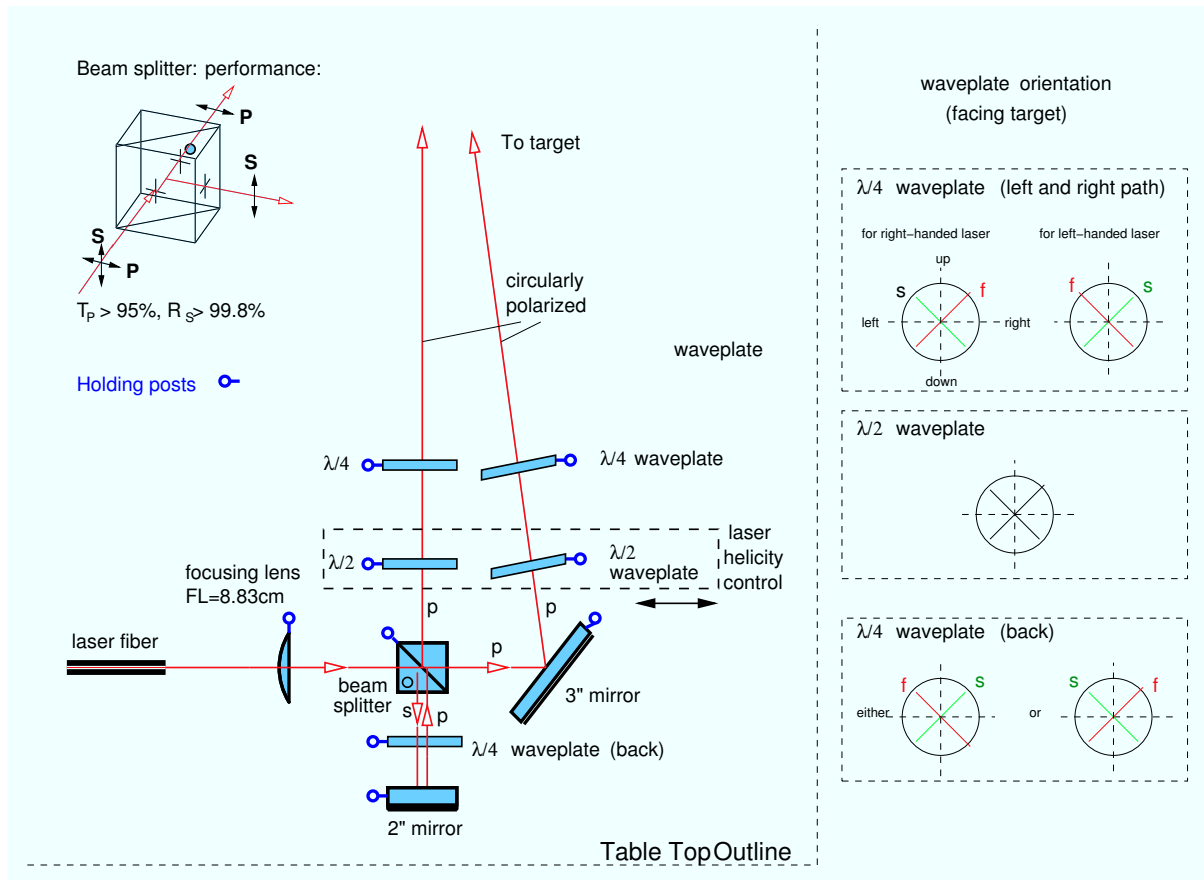 Beam splitter: performance:
P
S
S
P
T_P > 95%, R_S > 99.8%
Holding posts
To target
circularly
polarized
waveplate
λ/4
λ/4 waveplate
λ/2
λ/2
waveplate
laser
helicity
control
focusing lens
FL=8.83cm
laser fiber
p
p
p
beam
splitter
s
p
3" mirror
λ/4 waveplate (back)
2" mirror
Table Top Outline
waveplate orientation
(facing target)
λ/4 waveplate (left and right path)
for right-handed laser
for left-handed laser
up
s
f
f
s
left
right
down
λ/2 waveplate
λ/4 waveplate (back)
f
s
s
f
either
or